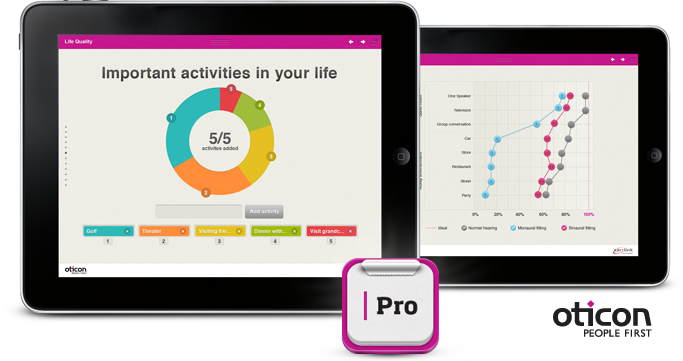 Life Quality
Important activities in your life
5
1
4
5/5
activites added
3
2
Add activity
Golf
Theater
Visiting frie...
Dinner with...
Visit grandc...
1
2
3
4
5
oticon
PEOPLE FIRST
One Speaker
Television
Group conversation
Car
Store
Restaurant
Street
Party
0%
20%
40%
60%
80%
100%
Ideal
Normal hearing
Monaural fitting
Binaural fitting
Pro
oticon
PEOPLE FIRST